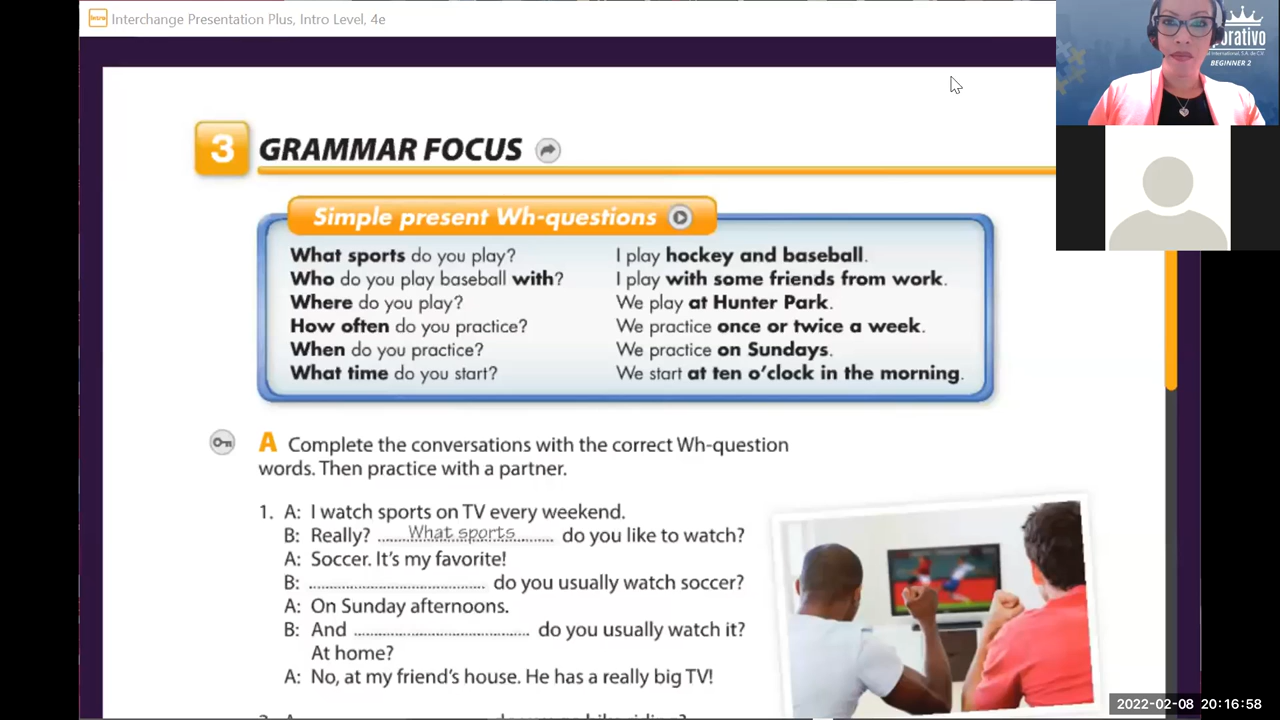 Interchange Presentation Plus, Intro Level, 4e
BEGINNER 2
3 GRAMMAR FOCUS
Simple present Wh-questions
What sports do you play? I play hockey and baseball.
Who do you play baseball with? I play with some friends from work.
Where do you play? We play at Hunter Park.
How often do you practice? We practice once or twice a week.
When do you practice? We practice on Sundays.
What time do you start? We start at ten o'clock in the morning.
A Complete the conversations with the correct Wh-question
words. Then practice with a partner.
1. A: I watch sports on TV every weekend.
B: Really? What sports do you like to watch?
A: Soccer. It's my favorite!
B: do you usually watch soccer?
A: On Sunday afternoons.
B: And do you usually watch it?
At home?
A: No, at my friend's house. He has a really big TV!
2022-02-08 20:16:58